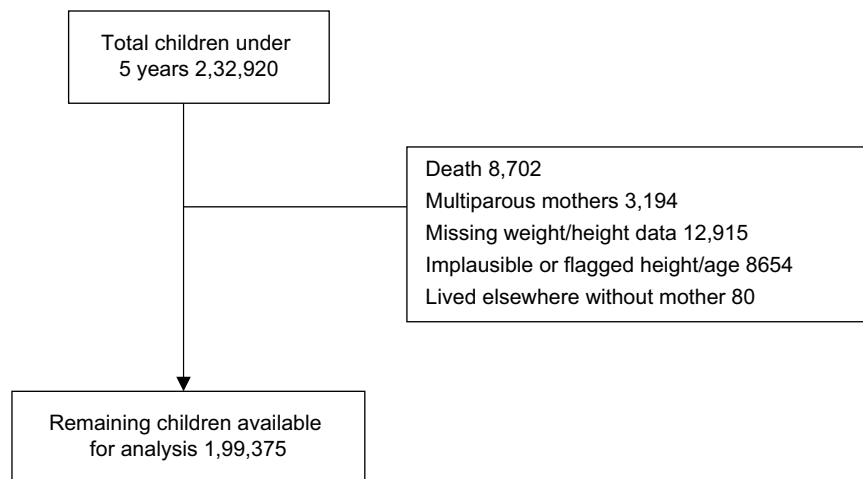 Total children under
5 years 2,32,920
Death 8,702
Multiparous mothers 3,194
Missing weight/height data 12,915
Implausible or flagged height/age 8654
Lived elsewhere without mother 80
Remaining children available
for analysis 1,99,375